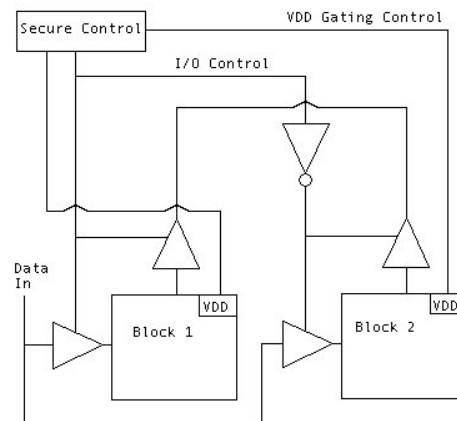 VDD Gating Control
Secure Control
I/O Control
Data
In
VDD
VDD
Block 1
Block 2